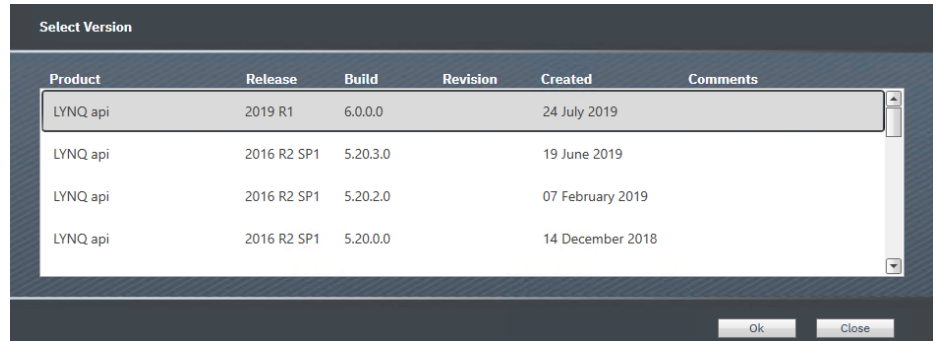 Select Version
Product Release Build Revision Created Comments
LYNQ api 2019 R1 6.0.0.0 24 July 2019
LYNQ api 2016 R2 SP1 5.20.3.0 19 June 2019
LYNQ api 2016 R2 SP1 5.20.2.0 07 February 2019
LYNQ api 2016 R2 SP1 5.20.0.0 14 December 2018
Ok Close